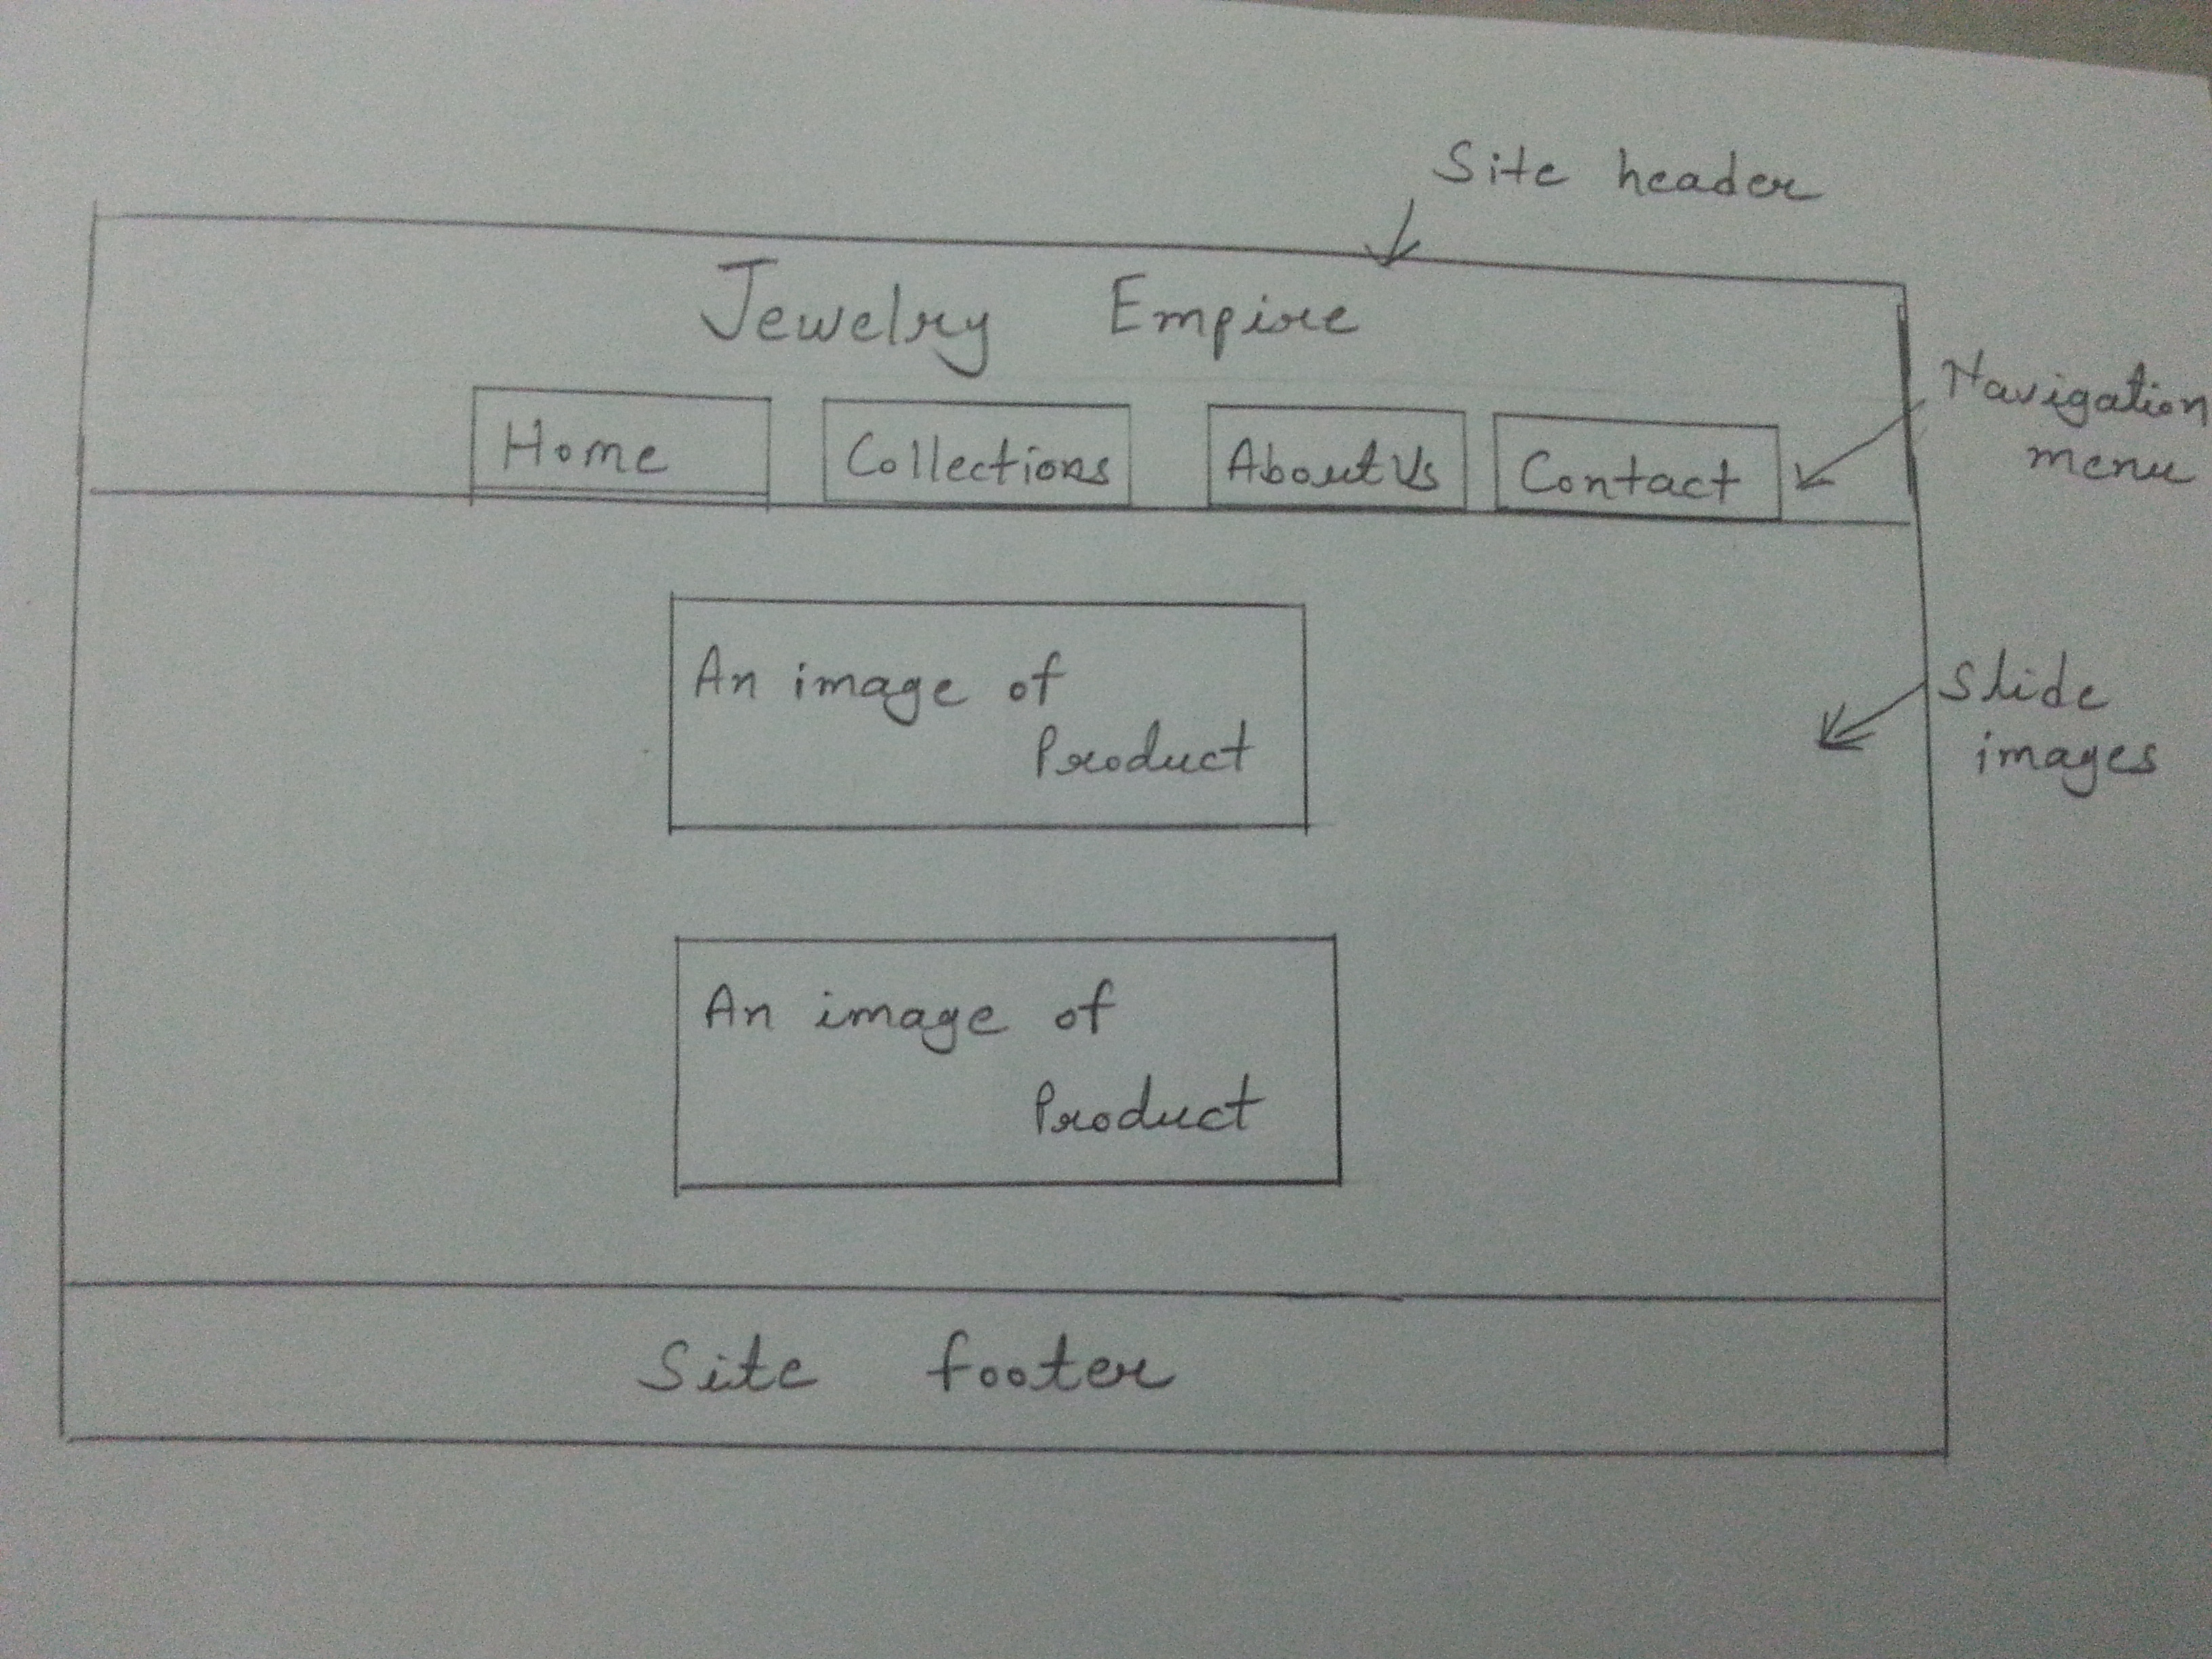 Site header
Jewelry Empire
Navigation
menu
Home Collections About Us Contact
An image of
Product
Slide
images
An image of
Product
Site footer